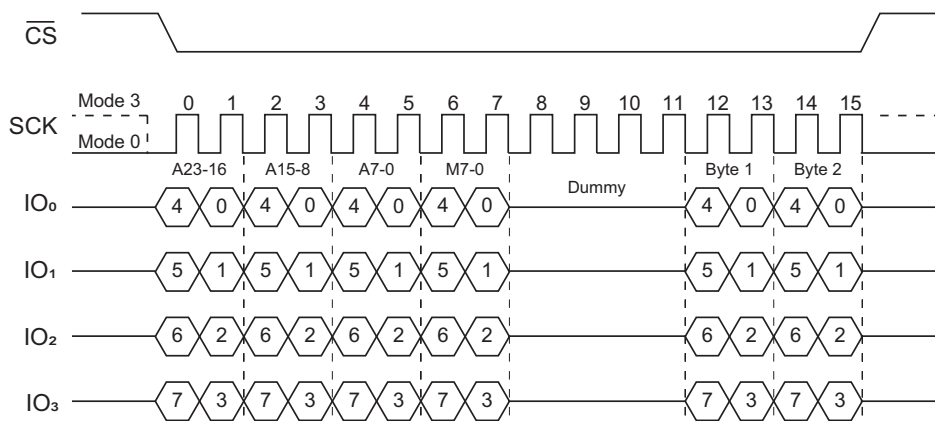 CS
Mode 3 0 1 2 3 4 5 6 7 8 9 10 11 12 13 14 15
SCK
Mode 0
A23-16 A15-8 A7-0 M7-0 Dummy Byte 1 Byte 2
IO₀ 4 0 4 0 4 0 4 0 4 0 4 0
IO₁ 5 1 5 1 5 1 5 1 5 1 5 1
IO₂ 6 2 6 2 6 2 6 2 6 2 6 2
IO₃ 7 3 7 3 7 3 7 3 7 3 7 3